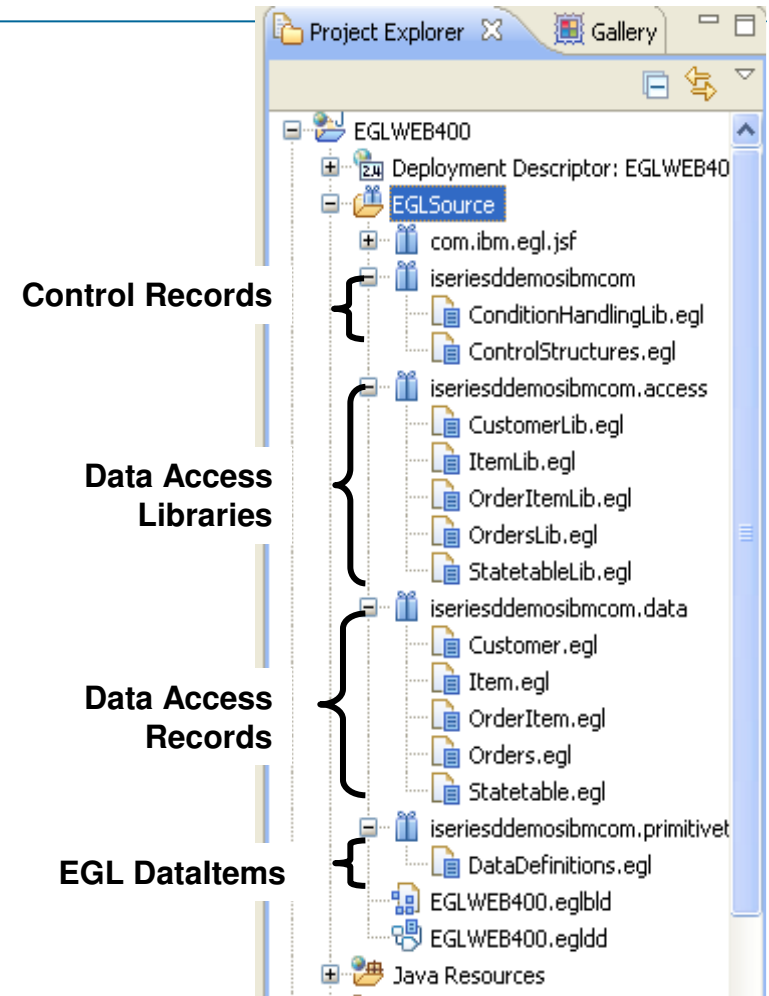 Project Explorer
Gallery
EGLWEB400
2.4 Deployment Descriptor: EGLWEB40
EGLSource
com.ibm.egl.jsf
Control Records
iseriesddemosibmcom
ConditionHandlingLib.egl
ControlStructures.egl
Data Access
Libraries
iseriesddemosibmcom.access
CustomerLib.egl
ItemLib.egl
OrderItemLib.egl
OrdersLib.egl
StatetableLib.egl
Data Access
Records
iseriesddemosibmcom.data
Customer.egl
Item.egl
OrderItem.egl
Orders.egl
Statetable.egl
EGL DataItems
iseriesddemosibmcom.primitivet
DataDefinitions.egl
EGLWEB400.eglbld
EGLWEB400.egldd
Java Resources